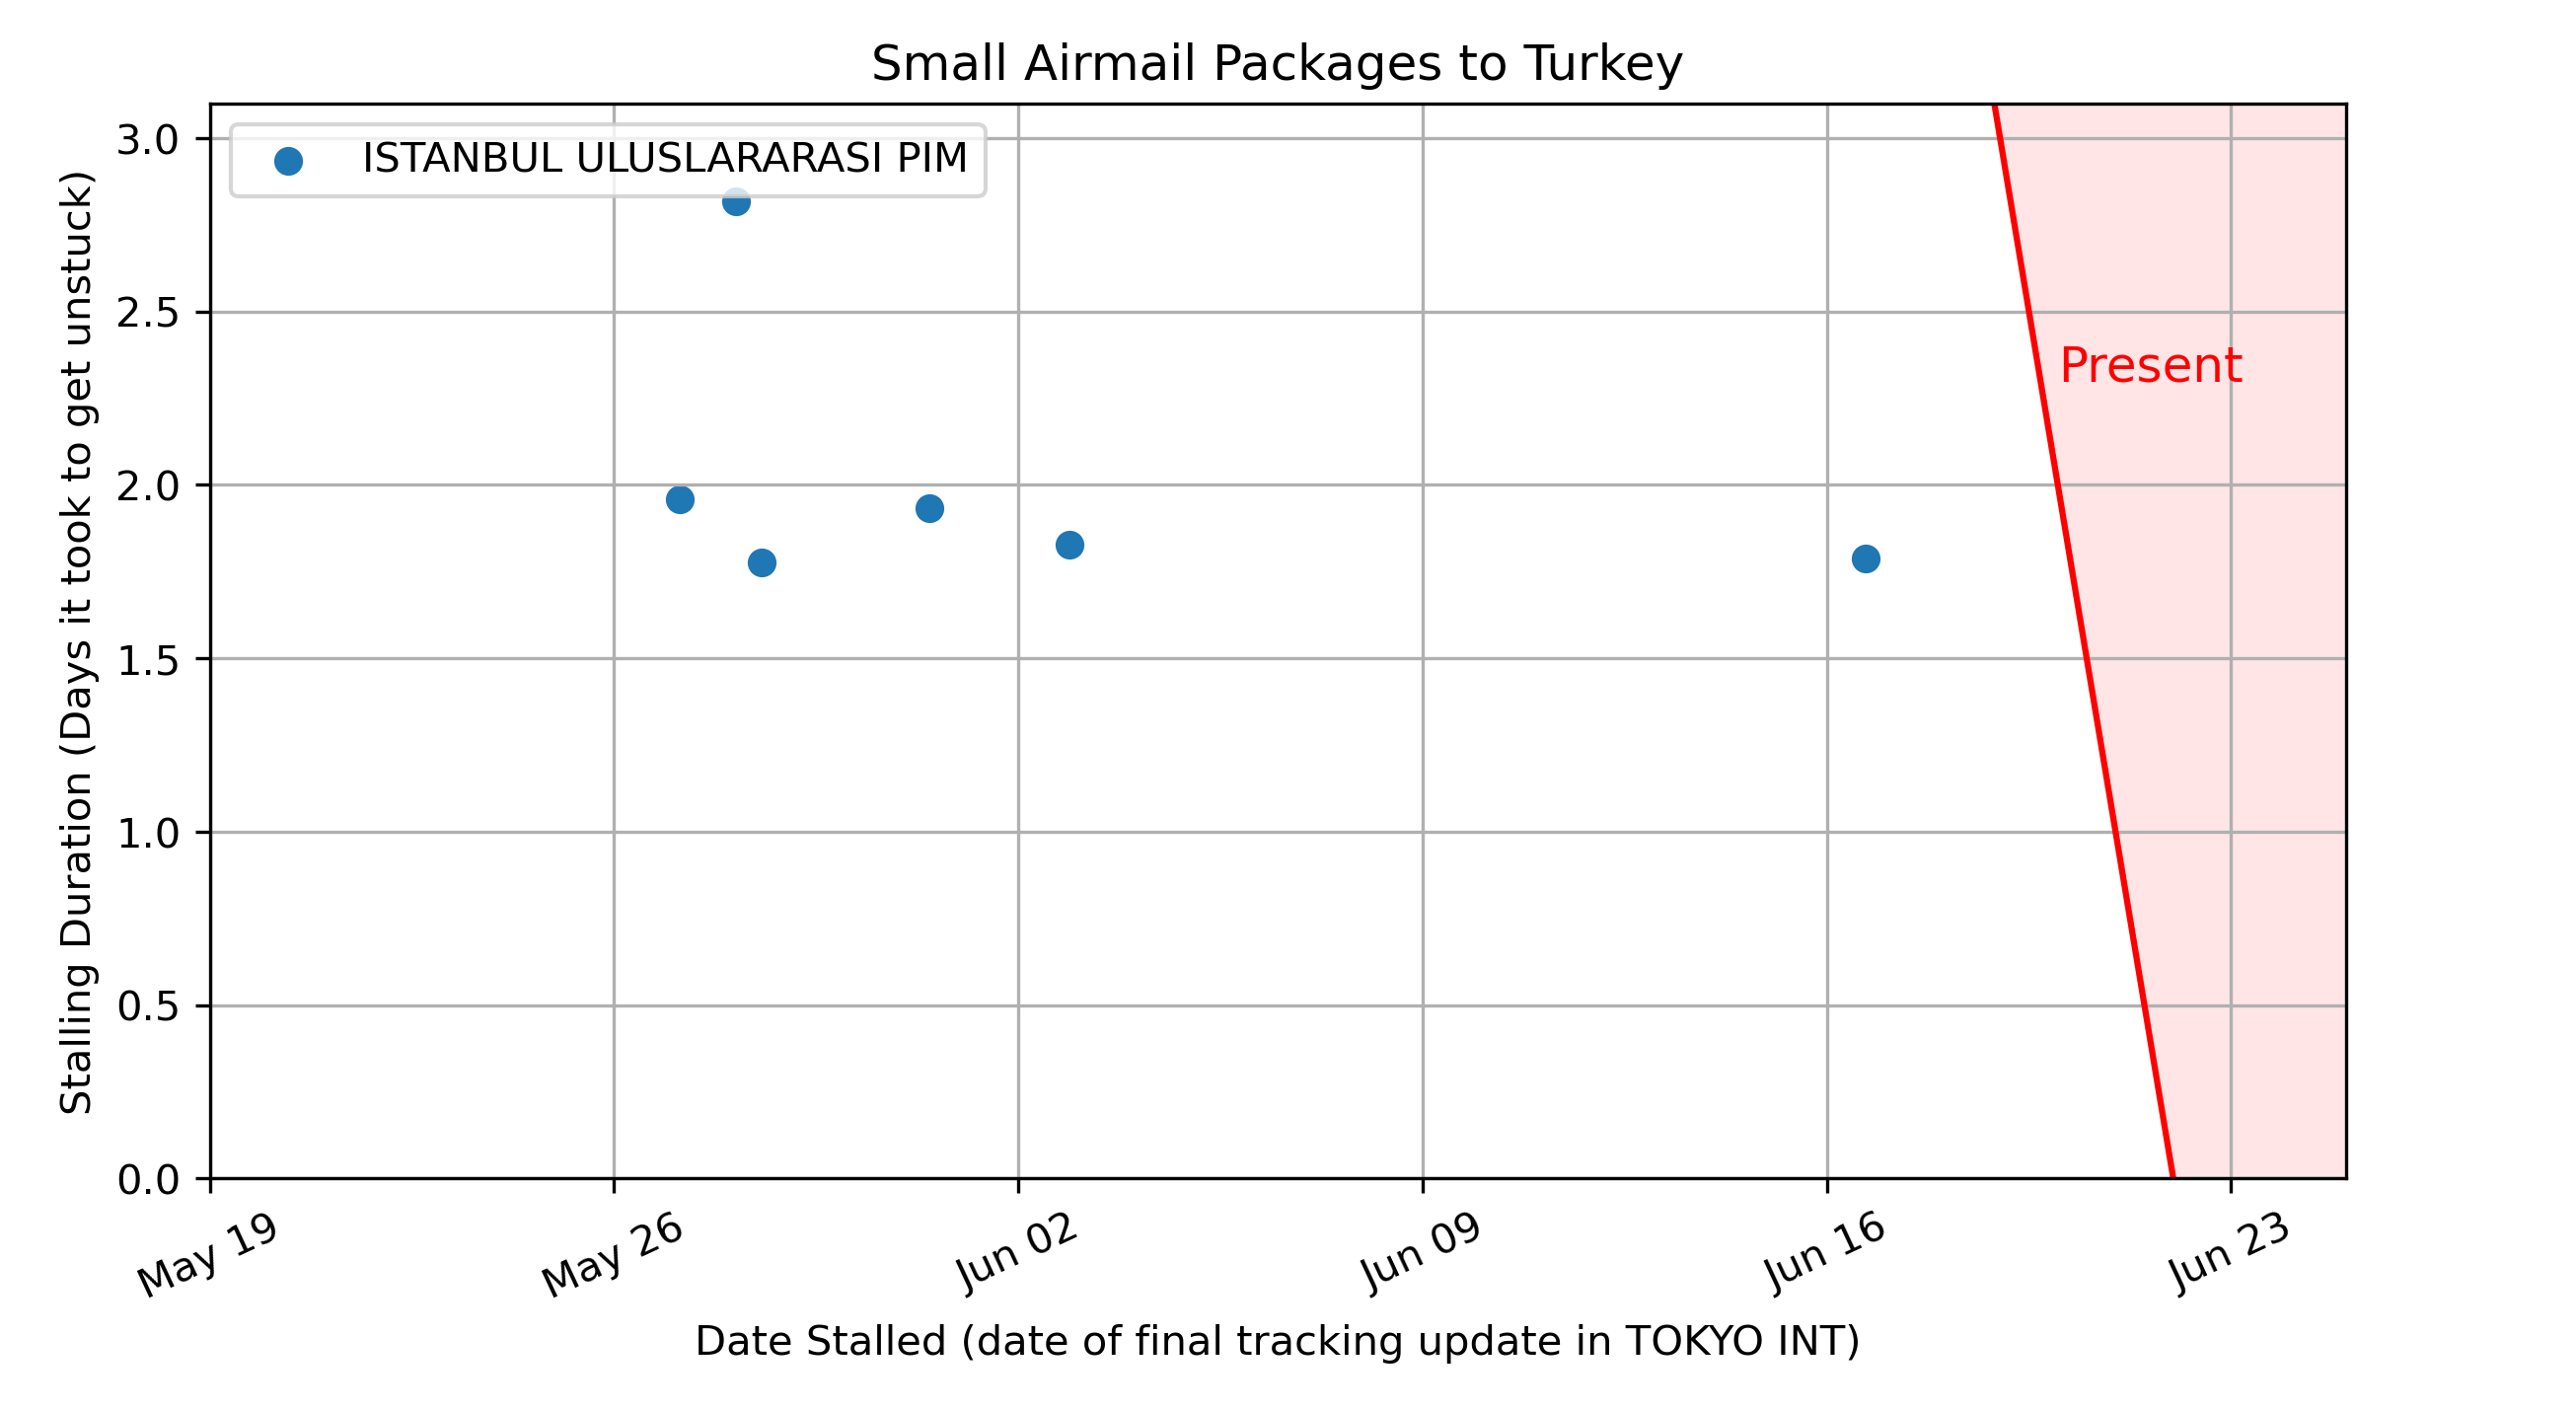 Small Airmail Packages to Turkey
ISTANBUL ULUSLARARASI PIM
Present
Stalling Duration (Days it took to get unstuck)
3.0
2.5
2.0
1.5
1.0
0.5
0.0
May 19
May 26
Jun 02
Jun 09
Jun 16
Jun 23
Date Stalled (date of final tracking update in TOKYO INT)